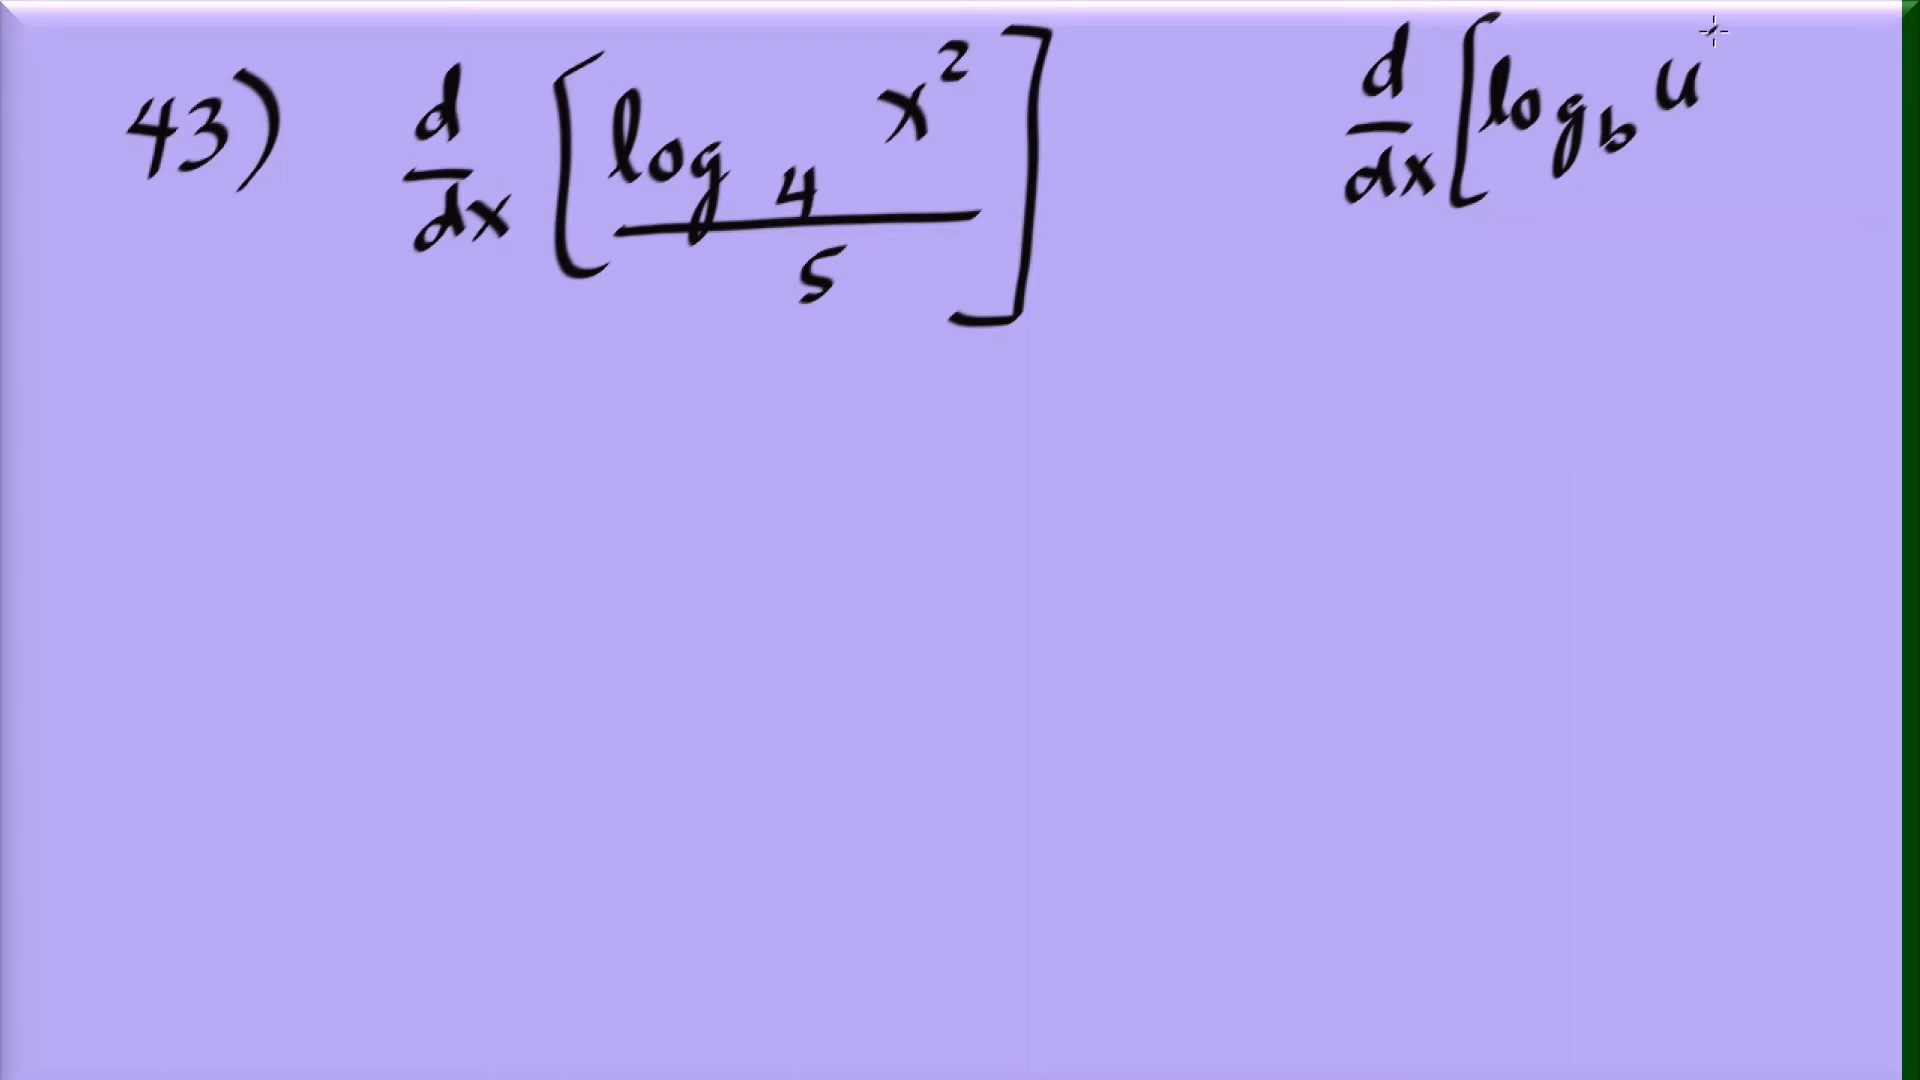 43) d/dx [ log_4 x^2 / 5 ]
d/dx [ log_b u